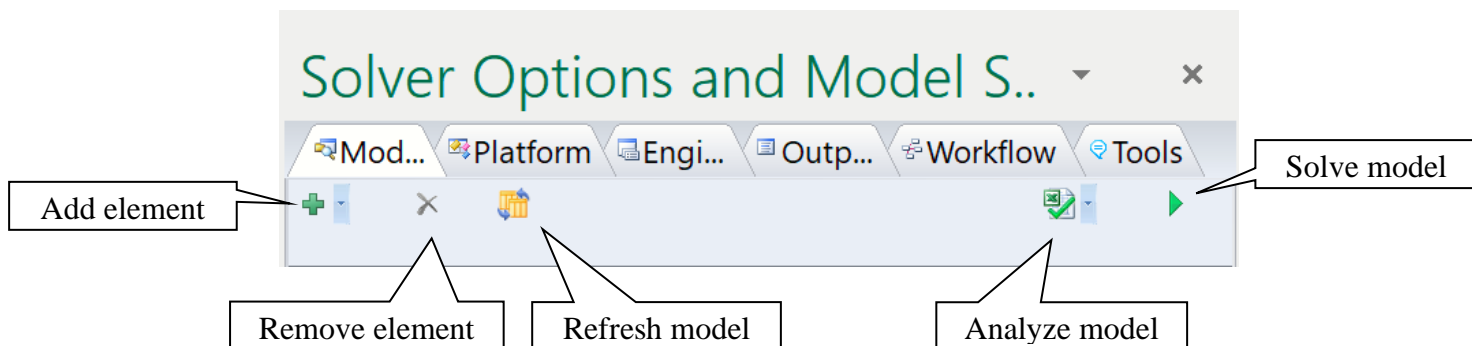 Solver Options and Model S..
Mod... Platform Engi... Outp... Workflow Tools
Solve model
Add element
Remove element Refresh model Analyze model